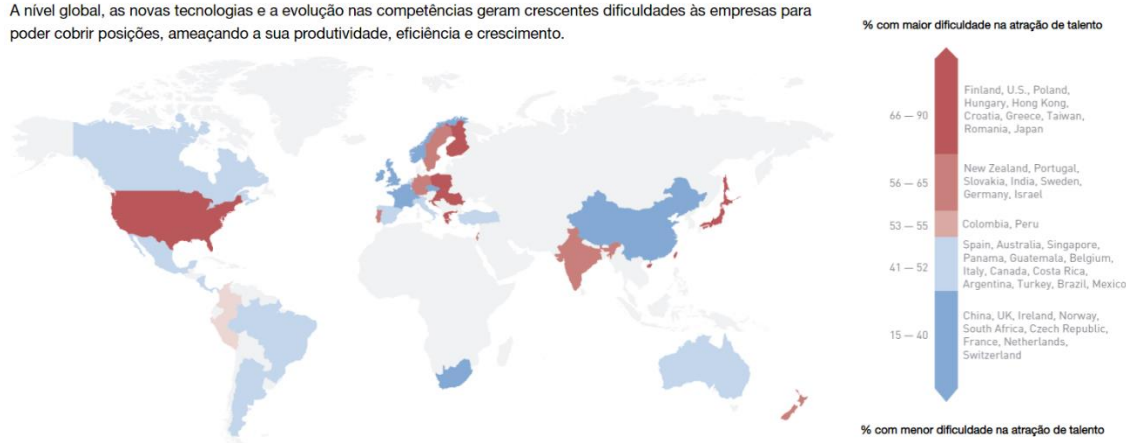 A nível global, as novas tecnologias e a evolução nas competências geram crescentes dificuldades às empresas para
poder cobrir posições, ameaçando a sua produtividade, eficiência e crescimento.
% com maior dificuldade na atração de talento
66 — 90
Finland, U.S., Poland,
Hungary, Hong Kong,
Croatia, Greece, Taiwan,
Romania, Japan
56 — 65
New Zealand, Portugal,
Slovakia, India, Sweden,
Germany, Israel
53 — 55
Colombia, Peru
41 — 52
Spain, Australia, Singapore,
Panama, Guatemala, Belgium,
Italy, Canada, Costa Rica,
Argentina, Turkey, Brazil, Mexico
15 — 40
China, UK, Ireland, Norway,
South Africa, Czech Republic,
France, Netherlands,
Switzerland
% com menor dificuldade na atração de talento